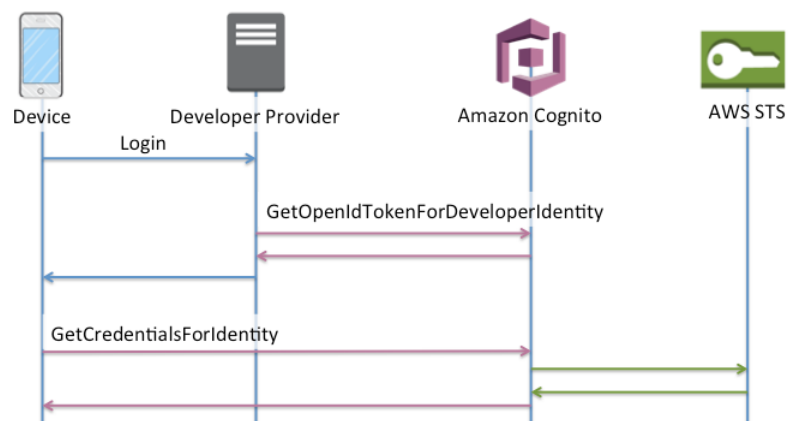 Device
Developer Provider
Amazon Cognito
AWS STS
Login
GetOpenIdTokenForDeveloperIdentity
GetCredentialsForIdentity